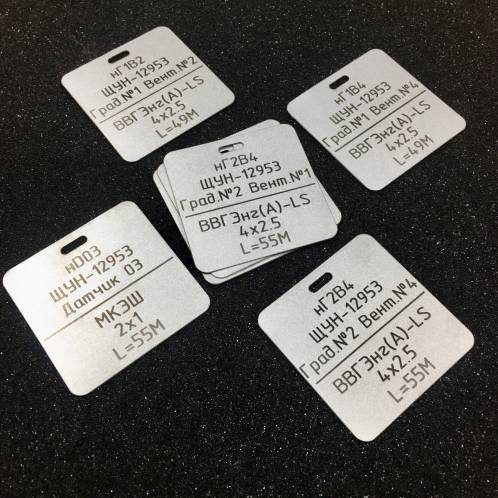 нГ1В2
ЩУН-12953
Град.№1 Вент.№2
ВВГЭнг(А)-LS
4х2.5
L=49М
нГ1В4
ЩУН-12953
Град.№1 Вент.№4
ВВГЭнг(А)-LS
4х2.5
L=49М
нГ2В4
ЩУН-12953
Град.№2 Вент.№1
ВВГЭнг(А)-LS
4х2.5
L=55М
нD03
ЩУН-12953
Датчик 03
МКЭШ
2х1
L=55М
нГ2В4
ЩУН-12953
Град.№2 Вент.№4
ВВГЭнг(А)-LS
4х2.5
L=55М